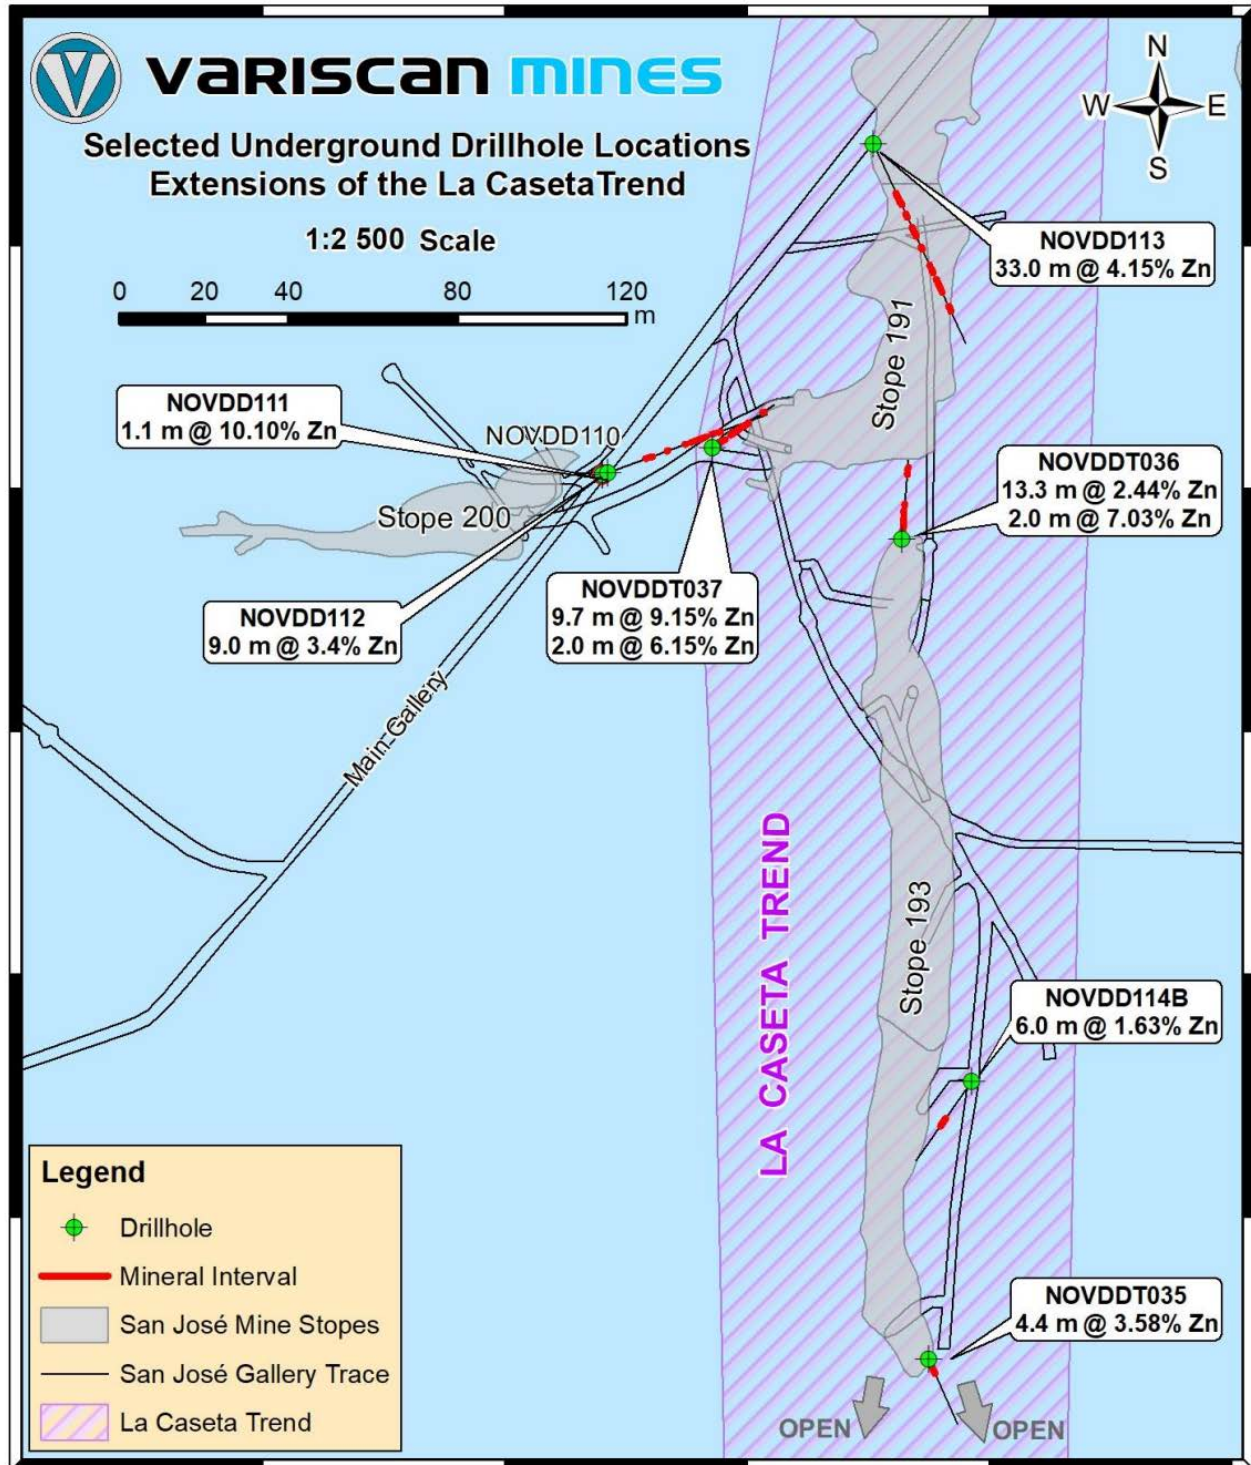 VARISCAN MINES
Selected Underground Drillhole Locations
Extensions of the La CasetaTrend
1:2 500 Scale
0 20 40 80 120
m
N
W E
S
NOVDD113
33.0 m @ 4.15% Zn
Stope 191
NOVDD111
1.1 m @ 10.10% Zn
NOVDD110
Stope 200
NOVDDT036
13.3 m @ 2.44% Zn
2.0 m @ 7.03% Zn
NOVDD112
9.0 m @ 3.4% Zn
NOVDDT037
9.7 m @ 9.15% Zn
2.0 m @ 6.15% Zn
Main Gallery
LA CASETA TREND
Stope 193
NOVDD114B
6.0 m @ 1.63% Zn
NOVDDT035
4.4 m @ 3.58% Zn
OPEN
OPEN
Legend
Drillhole
Mineral Interval
San José Mine Stopes
San José Gallery Trace
La Caseta Trend